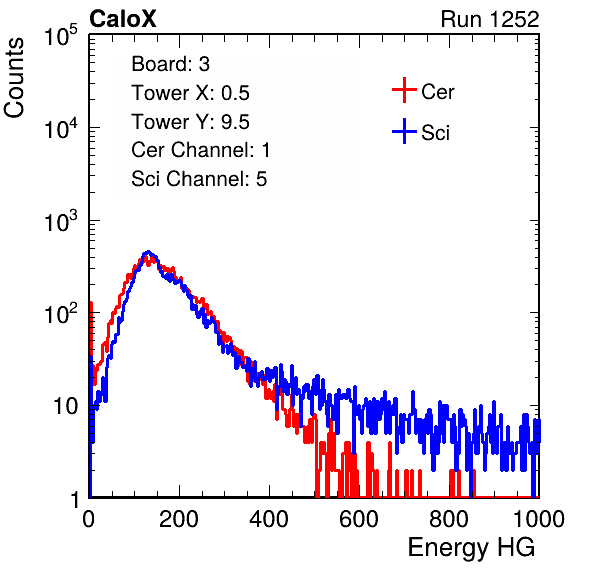 CaloX Run 1252
Counts
Board: 3
Tower X: 0.5
Tower Y: 9.5
Cer Channel: 1
Sci Channel: 5
Cer
Sci
10^5
10^4
10^3
10^2
10
1
0 200 400 600 800 1000
Energy HG